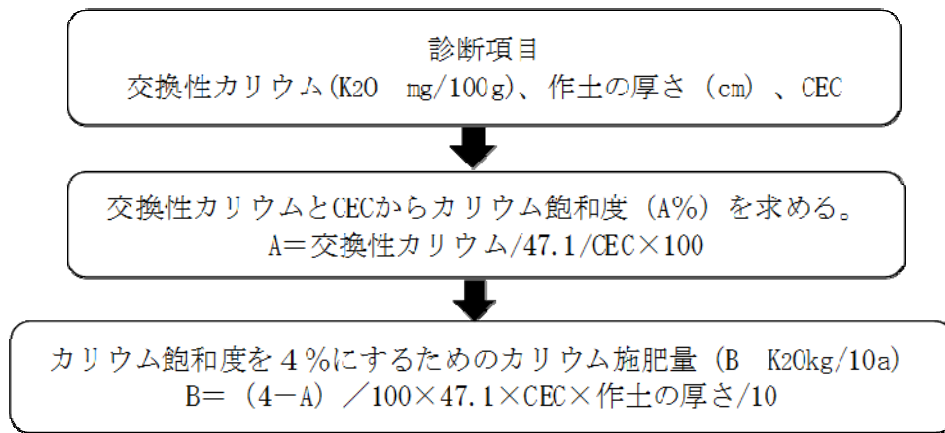 診断項目
交換性カリウム(K2O　mg/100g)、作土の厚さ（cm）、CEC
交換性カリウムとCECからカリウム飽和度（A％）を求める。
A＝交換性カリウム/47.1/CEC×100
カリウム飽和度を４％にするためのカリウム施肥量（B　K2Okg/10a）
B＝（4－A）／100×47.1×CEC×作土の厚さ/10